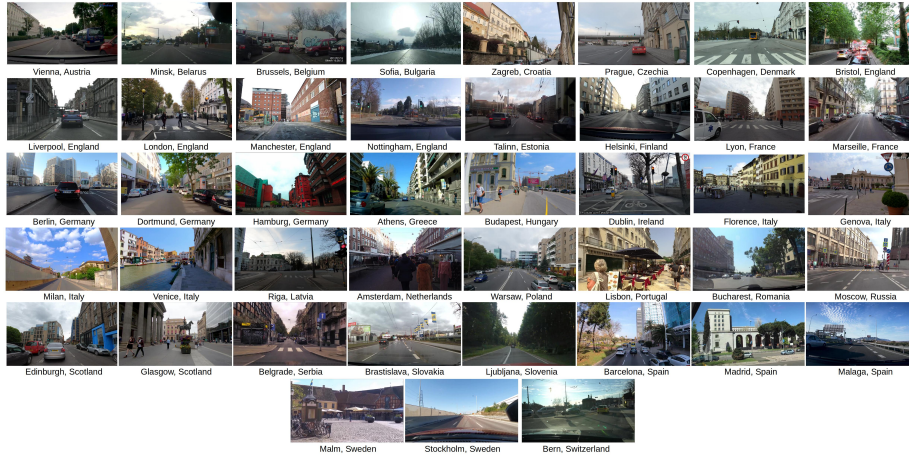 Vienna, Austria
Minsk, Belarus
Brussels, Belgium
Sofia, Bulgaria
Zagreb, Croatia
Prague, Czechia
Copenhagen, Denmark
Bristol, England
Liverpool, England
London, England
Manchester, England
Nottingham, England
Talinn, Estonia
Helsinki, Finland
Lyon, France
Marseille, France
Berlin, Germany
Dortmund, Germany
Hamburg, Germany
Athens, Greece
Budapest, Hungary
Dublin, Ireland
Florence, Italy
Genova, Italy
Milan, Italy
Venice, Italy
Riga, Latvia
Amsterdam, Netherlands
Warsaw, Poland
Lisbon, Portugal
Bucharest, Romania
Moscow, Russia
Edinburgh, Scotland
Glasgow, Scotland
Belgrade, Serbia
Brastislava, Slovakia
Ljubljana, Slovenia
Barcelona, Spain
Madrid, Spain
Malaga, Spain
Malm, Sweden
Stockholm, Sweden
Bern, Switzerland